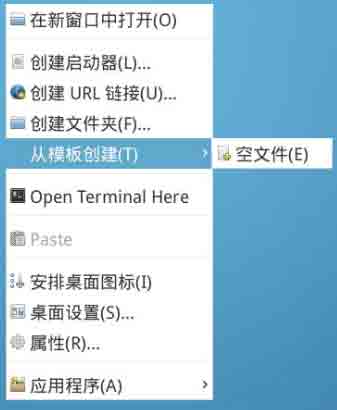 在新窗口中打开(O)
创建启动器(L)...
创建 URL 链接(U)...
创建文件夹(F)...
从模板创建(T)
空文件(E)
Open Terminal Here
Paste
安排桌面图标(I)
桌面设置(S)...
属性(R)...
应用程序(A)